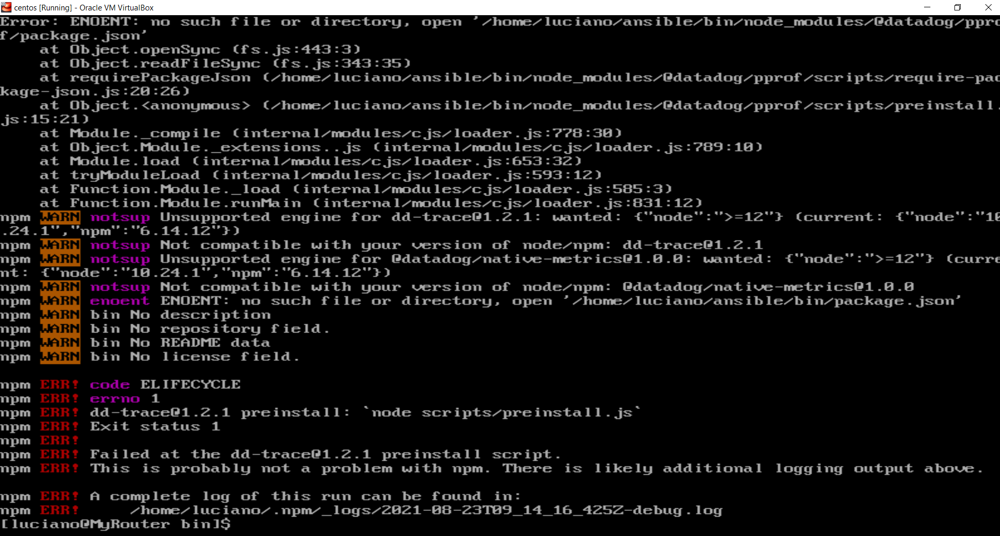 centos [Running] - Oracle VM VirtualBox
Error: ENOENT: no such file or directory, open '/home/luciano/ansible/bin/node_modules/@datadog/ppro
f/package.json'
    at Object.openSync (fs.js:443:3)
    at Object.readFileSync (fs.js:343:35)
    at requirePackageJson (/home/luciano/ansible/bin/node_modules/@datadog/pprof/scripts/require-pac
kage-json.js:20:26)
    at Object.<anonymous> (/home/luciano/ansible/bin/node_modules/@datadog/pprof/scripts/preinstall.
js:15:21)
    at Module._compile (internal/modules/cjs/loader.js:778:30)
    at Object.Module._extensions..js (internal/modules/cjs/loader.js:789:10)
    at Module.load (internal/modules/cjs/loader.js:653:32)
    at tryModuleLoad (internal/modules/cjs/loader.js:593:12)
    at Function.Module._load (internal/modules/cjs/loader.js:585:3)
    at Function.Module.runMain (internal/modules/cjs/loader.js:831:12)
npm WARN notsup Unsupported engine for dd-trace@1.2.1: wanted: {"node":">=12"} (current: {"node":"10
.24.1","npm":"6.14.12"})
npm WARN notsup Not compatible with your version of node/npm: dd-trace@1.2.1
npm WARN notsup Unsupported engine for @datadog/native-metrics@1.0.0: wanted: {"node":">=12"} (curre
nt: {"node":"10.24.1","npm":"6.14.12"})
npm WARN notsup Not compatible with your version of node/npm: @datadog/native-metrics@1.0.0
npm WARN enoent ENOENT: no such file or directory, open '/home/luciano/ansible/bin/package.json'
npm WARN bin No description
npm WARN bin No repository field.
npm WARN bin No README data
npm WARN bin No license field.
npm ERR! code ELIFECYCLE
npm ERR! errno 1
npm ERR! dd-trace@1.2.1 preinstall: `node scripts/preinstall.js`
npm ERR! Exit status 1
npm ERR!
npm ERR! Failed at the dd-trace@1.2.1 preinstall script.
npm ERR! This is probably not a problem with npm. There is likely additional logging output above.
npm ERR! A complete log of this run can be found in:
npm ERR!     /home/luciano/.npm/_logs/2021-08-23T09_14_16_425Z-debug.log
[luciano@MyRouter bin]$